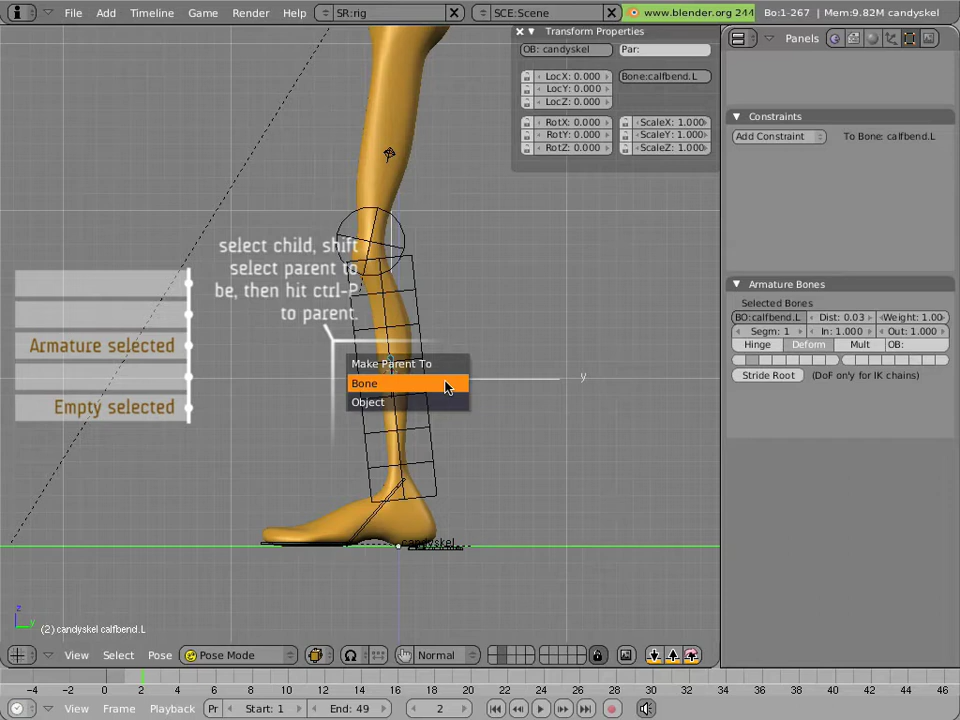 File Add Timeline Game Render Help SR:rig SCE:Scene www.blender.org 244 Bo:1-267 | Mem:9.82M candyskel
Transform Properties
OB: candyskel Par:
LocX: 0.000 Bone:calfbend.L
LocY: 0.000
LocZ: 0.000
RotX: 0.000 ScaleX: 1.000
RotY: 0.000 ScaleY: 1.000
RotZ: 0.000 ScaleZ: 1.000
Panels
Constraints
Add Constraint To Bone: calfbend.L
select child, shift
select parent to
be, then hit ctrl-P
to parent.
Armature selected
Empty selected
Make Parent To
Bone
Object
y
Armature Bones
Selected Bones
BO:calfbend.L Dist: 0.03 Weight: 1.00
Segm: 1 In: 1.000 Out: 1.000
Hinge Deform Mult OB:
Stride Root (DoF on'y for IK chains)
candyskel
z
y
(2) candyskel calfbend.L
View Select Pose Pose Mode Normal
-4 -2 0 2 4 6 8 10 12 14 16 18 20 22 24 26 28 30 32 34 36 38 40 42 44 46
View Frame Playback Pr Start: 1 End: 49 2